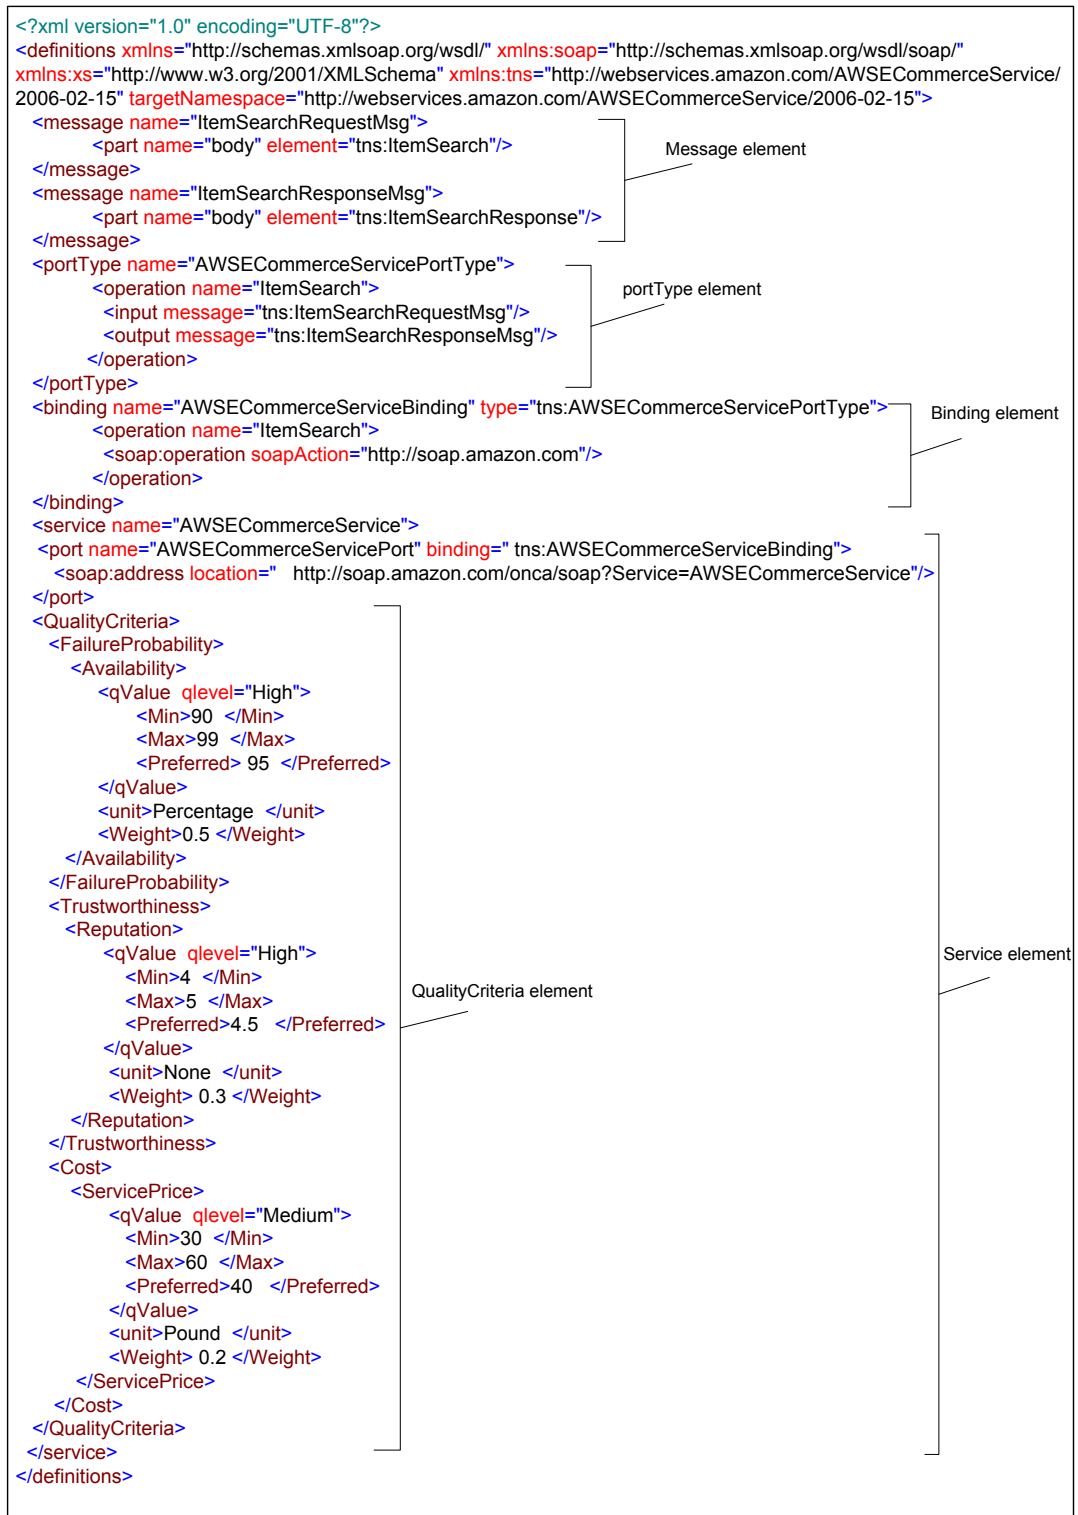 <?xml version="1.0" encoding="UTF-8"?>
<definitions xmlns="http://schemas.xmlsoap.org/wsdl/" xmlns:soap="http://schemas.xmlsoap.org/wsdl/soap/"
xmlns:xs="http://www.w3.org/2001/XMLSchema" xmlns:tns="http://webservices.amazon.com/AWSECommerceService/
2006-02-15" targetNamespace="http://webservices.amazon.com/AWSECommerceService/2006-02-15">
<message name="ItemSearchRequestMsg">
<part name="body" element="tns:ItemSearch"/>
Message element
</message>
<message name="ItemSearchResponseMsg">
<part name="body" element="tns:ItemSearchResponse"/>
</message>
<portType name="AWSECommerceServicePortType">
<operation name="ItemSearch">
portType element
<input message="tns:ItemSearchRequestMsg"/>
<output message="tns:ItemSearchResponseMsg"/>
</operation>
</portType>
<binding name="AWSECommerceServiceBinding" type="tns:AWSECommerceServicePortType">
Binding element
<operation name="ItemSearch">
<soap:operation soapAction="http://soap.amazon.com"/>
</operation>
</binding>
<service name="AWSECommerceService">
<port name="AWSECommerceServicePort" binding=" tns:AWSECommerceServiceBinding">
<soap:address location="   http://soap.amazon.com/onca/soap?Service=AWSECommerceService"/>
</port>
<QualityCriteria>
<FailureProbability>
<Availability>
<qValue  qlevel="High">
<Min>90  </Min>
<Max>99  </Max>
<Preferred> 95  </Preferred>
</qValue>
<unit>Percentage  </unit>
<Weight>0.5 </Weight>
</Availability>
</FailureProbability>
<Trustworthiness>
<Reputation>
<qValue  qlevel="High">
Service element
<Min>4  </Min>
<Max>5  </Max>
QualityCriteria element
<Preferred>4.5   </Preferred>
</qValue>
<unit>None  </unit>
<Weight> 0.3 </Weight>
</Reputation>
</Trustworthiness>
<Cost>
<ServicePrice>
<qValue  qlevel="Medium">
<Min>30  </Min>
<Max>60  </Max>
<Preferred>40   </Preferred>
</qValue>
<unit>Pound  </unit>
<Weight> 0.2 </Weight>
</ServicePrice>
</Cost>
</QualityCriteria>
</service>
</definitions>